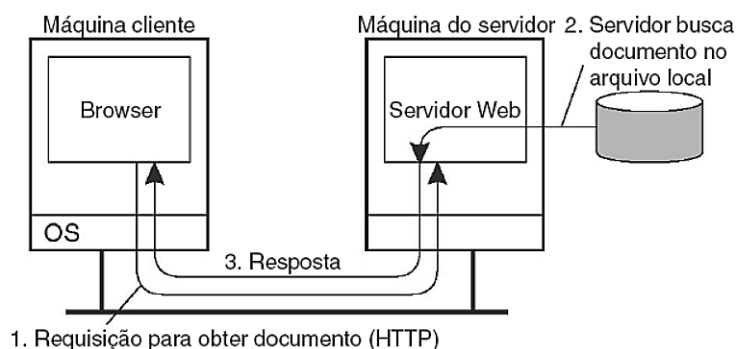 Máquina cliente
Máquina do servidor
2. Servidor busca
documento no
arquivo local
Browser
Servidor Web
OS
3. Resposta
1. Requisição para obter documento (HTTP)